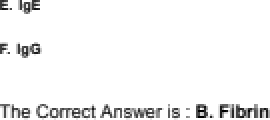 E. IgE
F. IgG
The Correct Answer is : B. Fibrin